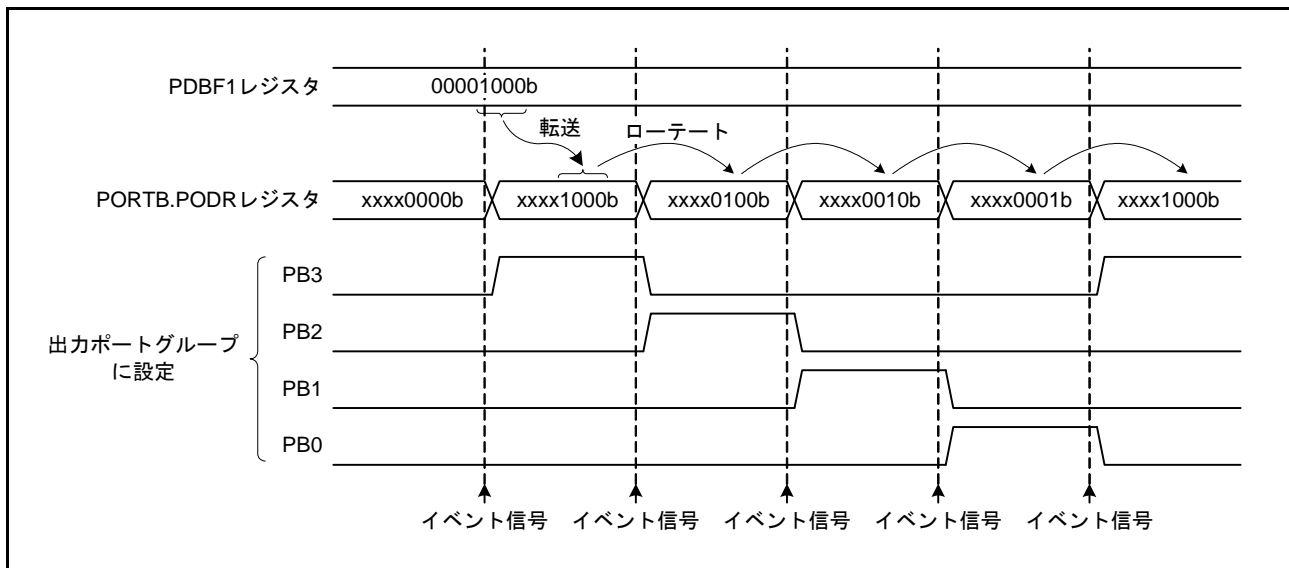 PDBF1レジスタ
00001000b
転送
ローテート
PORTB.PODRレジスタ
xxxx0000b
xxxx1000b
xxxx0100b
xxxx0010b
xxxx0001b
xxxx1000b
出力ポートグループ
に設定
PB3
PB2
PB1
PB0
イベント信号
イベント信号
イベント信号
イベント信号
イベント信号